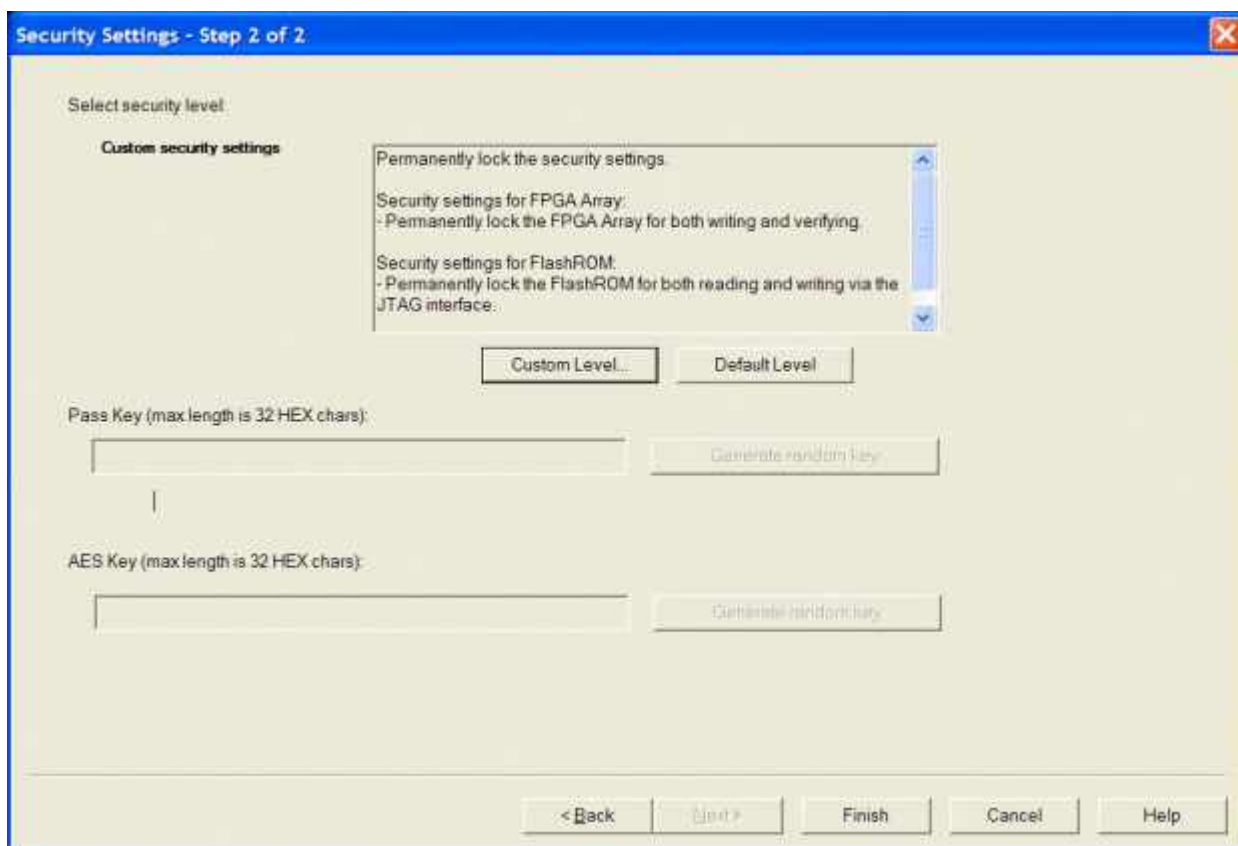 Security Settings - Step 2 of 2
Select security level
Custom security settings
Permanently lock the security settings.
Security settings for FPGA Array:
- Permanently lock the FPGA Array for both writing and verifying.
Security settings for FlashROM:
- Permanently lock the FlashROM for both reading and writing via the
JTAG interface.
Custom Level...
Default Level
Pass Key (max length is 32 HEX chars):
Generate random key
AES Key (max length is 32 HEX chars):
Generate random key
< Back
Next >
Finish
Cancel
Help